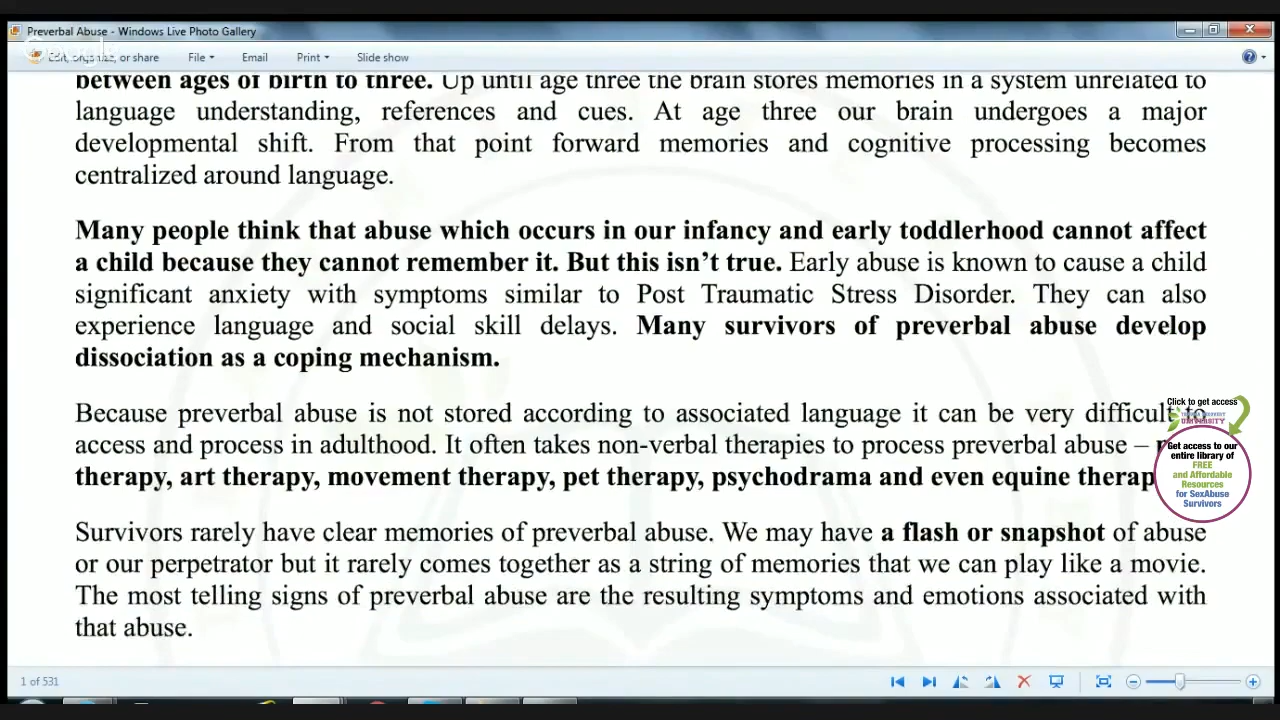 Preverbal Abuse - Windows Live Photo Gallery
Google
Edit, organize, or share File Email Print Slide show
between ages of birth to three. Up until age three the brain stores memories in a system unrelated to
language understanding, references and cues. At age three our brain undergoes a major
developmental shift. From that point forward memories and cognitive processing becomes
centralized around language.
Many people think that abuse which occurs in our infancy and early toddlerhood cannot affect
a child because they cannot remember it. But this isn't true. Early abuse is known to cause a child
significant anxiety with symptoms similar to Post Traumatic Stress Disorder. They can also
experience language and social skill delays. Many survivors of preverbal abuse develop
dissociation as a coping mechanism.
Because preverbal abuse is not stored according to associated language it can be very difficult to
access and process in adulthood. It often takes non-verbal therapies to process preverbal abuse –
therapy, art therapy, movement therapy, pet therapy, psychodrama and even equine therap
Survivors rarely have clear memories of preverbal abuse. We may have a flash or snapshot of abuse
or our perpetrator but it rarely comes together as a string of memories that we can play like a movie.
The most telling signs of preverbal abuse are the resulting symptoms and emotions associated with
that abuse.
Click to get access
UNIVERSITY
Get access to our
entire library of
FREE
and Affordable
Resources
for SexAbuse
Survivors
1 of 531